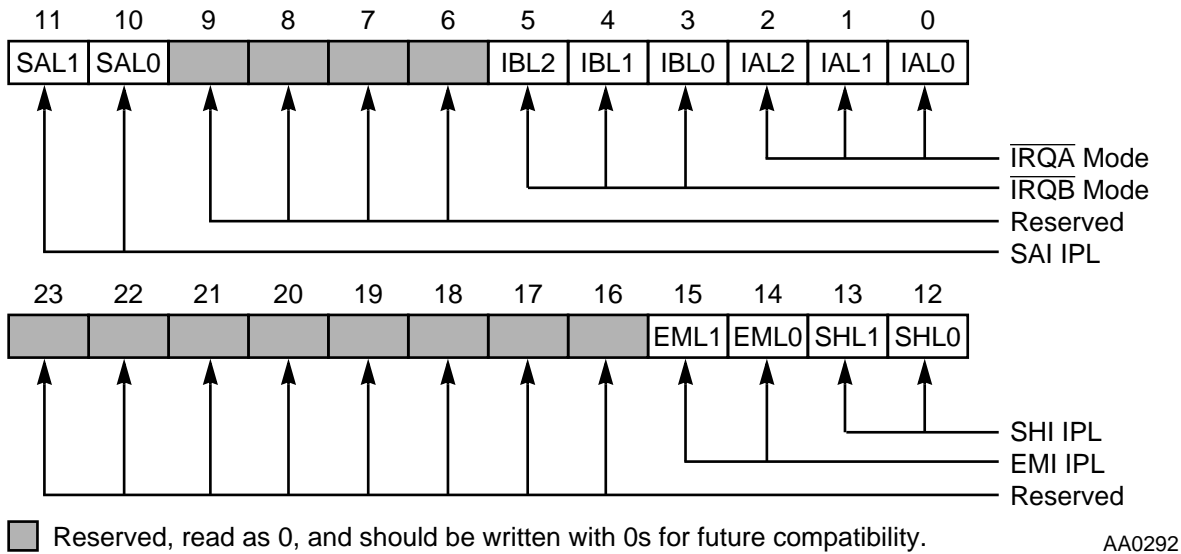 11 10 9 8 7 6 5 4 3 2 1 0
SAL1 SAL0 IBL2 IBL1 IBL0 IAL2 IAL1 IAL0
IRQA Mode
IRQB Mode
Reserved
SAI IPL
23 22 21 20 19 18 17 16 15 14 13 12
EML1 EML0 SHL1 SHL0
SHI IPL
EMI IPL
Reserved
Reserved, read as 0, and should be written with 0s for future compatibility.
AA0292